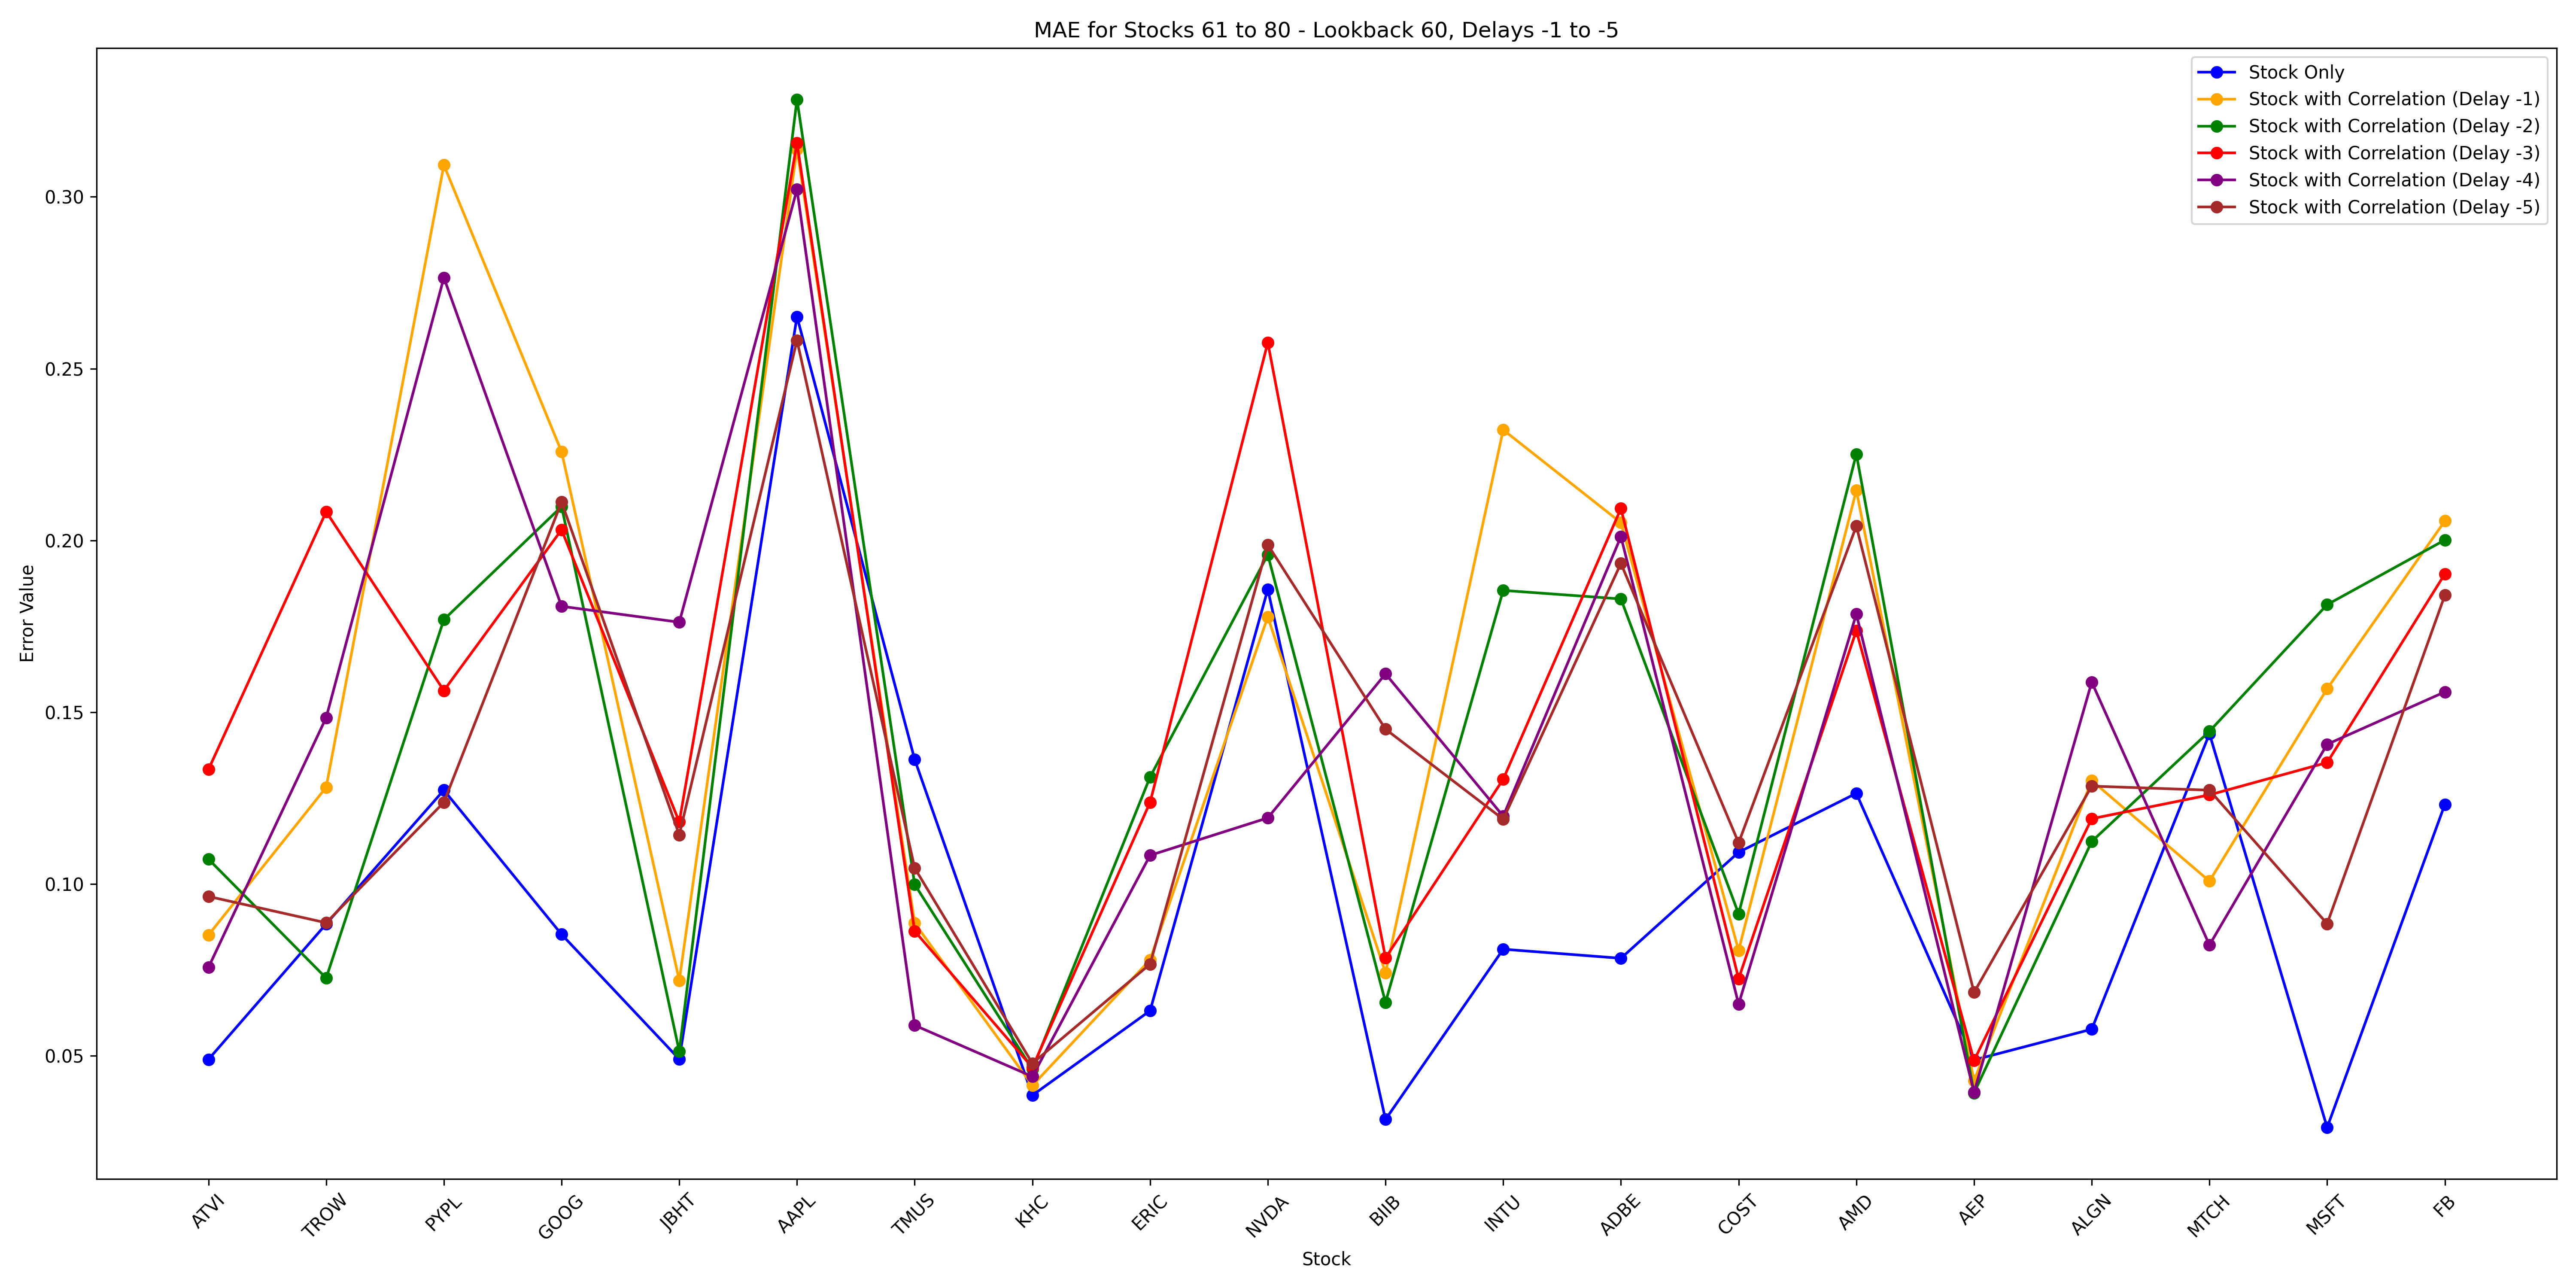 MAE for Stocks 61 to 80 - Lookback 60, Delays -1 to -5
Stock Only
Stock with Correlation (Delay -1)
Stock with Correlation (Delay -2)
Stock with Correlation (Delay -3)
Stock with Correlation (Delay -4)
Stock with Correlation (Delay -5)
Error Value
0.30
0.25
0.20
0.15
0.10
0.05
ATVI
TROW
PYPL
GOOG
JBHT
AAPL
TMUS
KHC
ERIC
NVDA
BIIB
INTU
ADBE
COST
AMD
AEP
ALGN
MTCH
MSFT
FB
Stock